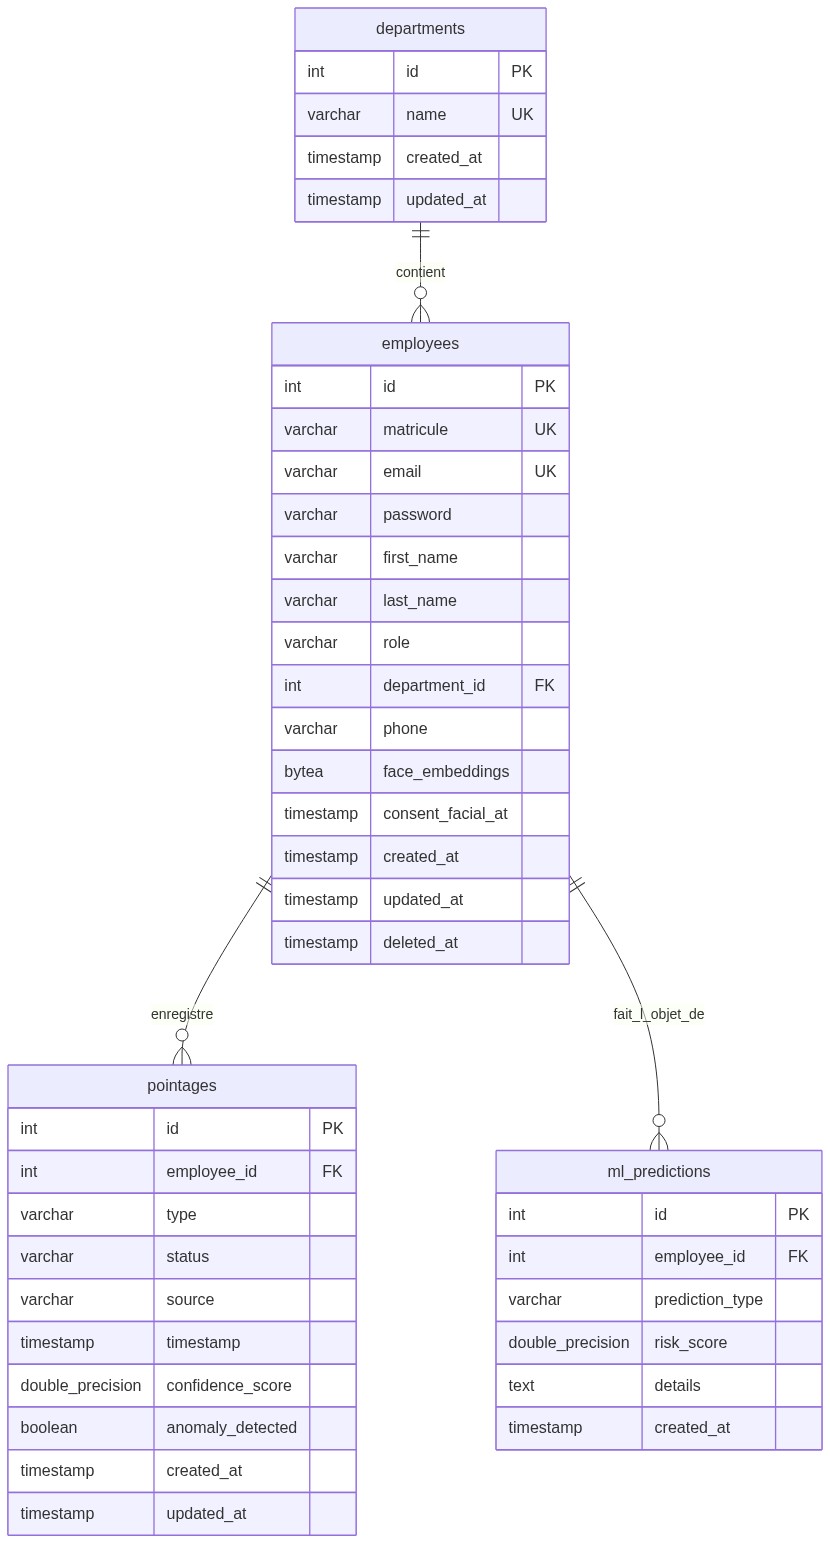 departments
int id PK
varchar name UK
timestamp created_at
timestamp updated_at
contient
employees
int id PK
varchar matricule UK
varchar email UK
varchar password
varchar first_name
varchar last_name
varchar role
int department_id FK
varchar phone
bytea face_embeddings
timestamp consent_facial_at
timestamp created_at
timestamp updated_at
timestamp deleted_at
enregistre
fait_l_objet_de
pointages
int id PK
int employee_id FK
varchar type
varchar status
varchar source
timestamp timestamp
double_precision confidence_score
boolean anomaly_detected
timestamp created_at
timestamp updated_at
ml_predictions
int id PK
int employee_id FK
varchar prediction_type
double_precision risk_score
text details
timestamp created_at